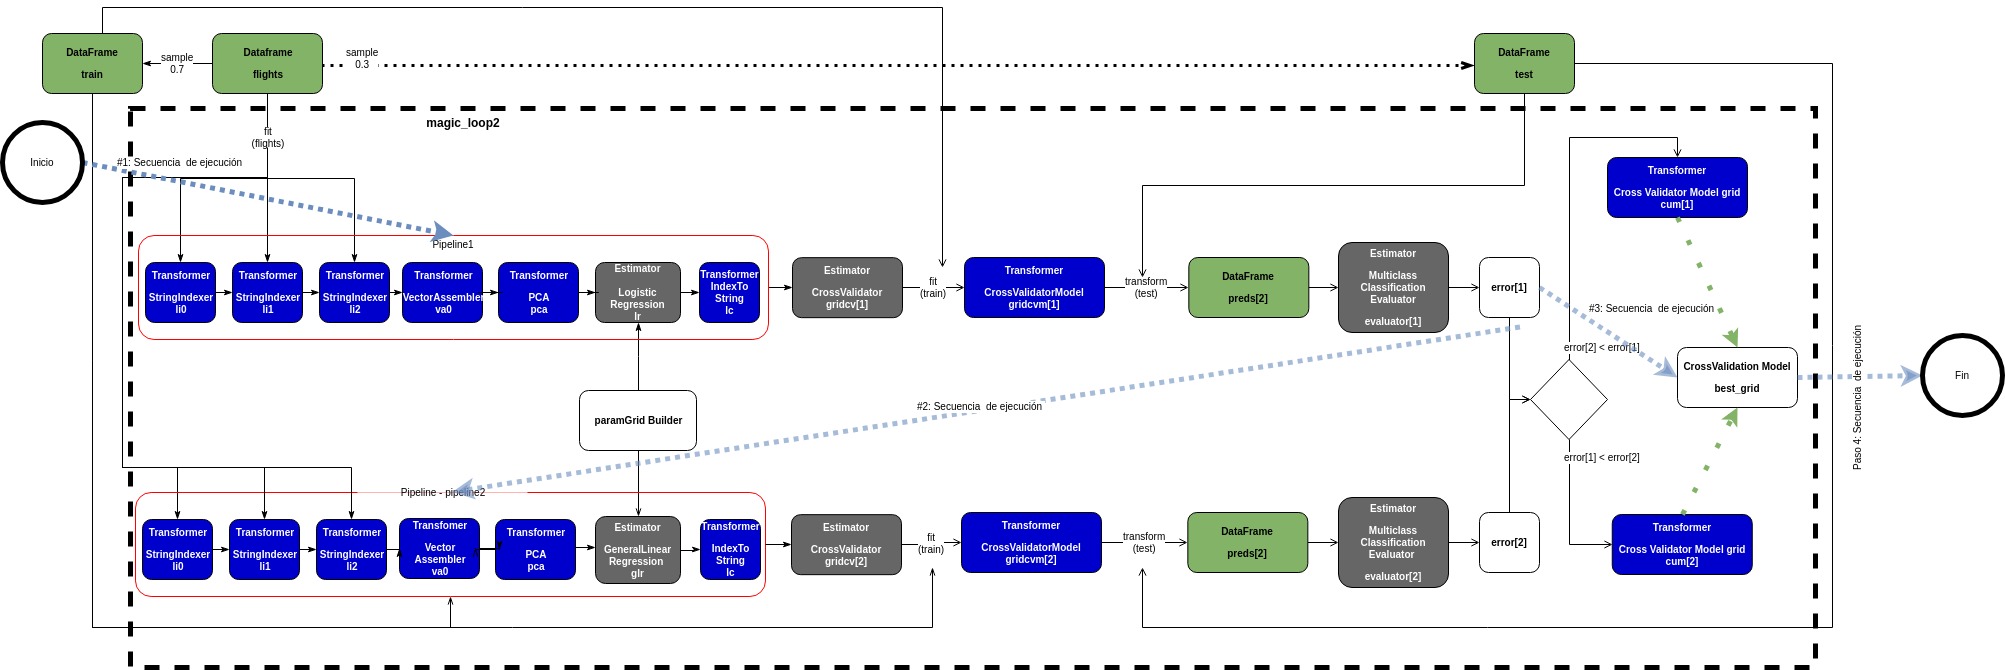 DataFrame
train
sample
0.7
Dataframe
flights
sample
0.3
DataFrame
test
magic_loop2
fit
(flights)
Inicio
#1: Secuencia de ejecución
Pipeline1
Transformer
StringIndexer
li0
Transformer
StringIndexer
li1
Transformer
StringIndexer
li2
Transformer
VectorAssembler
va0
Transformer
PCA
pca
Estimator
Logistic
Regression
lr
Transformer
IndexTo
String
lc
Estimator
CrossValidator
gridcv[1]
fit
(train)
Transformer
CrossValidatorModel
gridcvm[1]
transform
(test)
DataFrame
preds[2]
Estimator
Multiclass
Classification
Evaluator
evaluator[1]
error[1]
Transformer
Cross Validator Model grid
cum[1]
#3: Secuencia de ejecución
error[2] < error[1]
CrossValidation Model
best_grid
Paso 4: Secuencia de ejecución
Fin
paramGrid Builder
#2: Secuencia de ejecución
error[1] < error[2]
Pipeline - pipeline2
Transformer
StringIndexer
li0
Transformer
StringIndexer
li1
Transformer
StringIndexer
li2
Transfomer
Vector
Assembler
va0
Transformer
PCA
pca
Estimator
GeneralLinear
Regression
glr
Transformer
IndexTo
String
lc
Estimator
CrossValidator
gridcv[2]
fit
(train)
Transformer
CrossValidatorModel
gridcvm[2]
transform
(test)
DataFrame
preds[2]
Estimator
Multiclass
Classification
Evaluator
evaluator[2]
error[2]
Transformer
Cross Validator Model grid
cum[2]